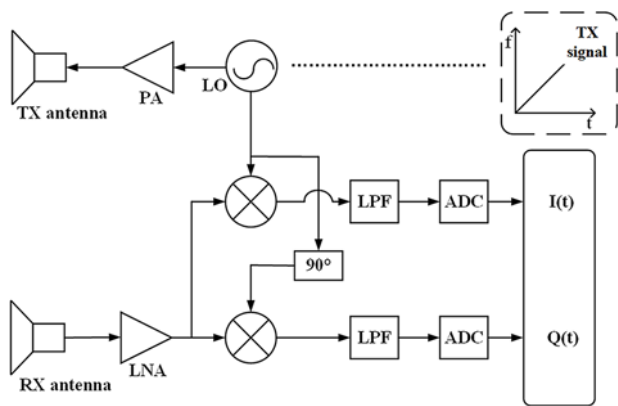 TX
signal
f
t
PA
LO
TX antenna
LPF
ADC
I(t)
90°
LPF
ADC
Q(t)
LNA
RX antenna